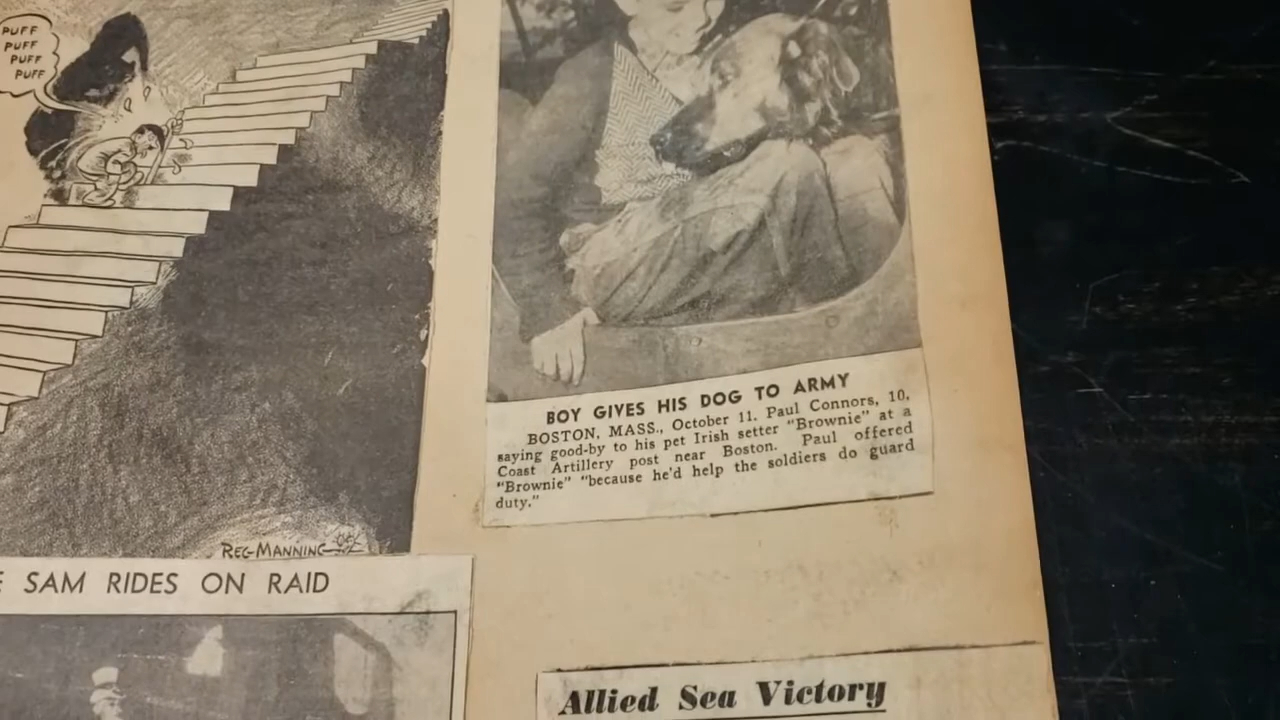 PUFF
PUFF
PUFF
PUFF
REG MANNING
SAM RIDES ON RAID
BOY GIVES HIS DOG TO ARMY
BOSTON, MASS., October 11. Paul Connors, 10,
saying good-by to his pet Irish setter "Brownie" at a
Coast Artillery post near Boston. Paul offered
"Brownie" "because he'd help the soldiers do guard
duty."
Allied Sea Victory